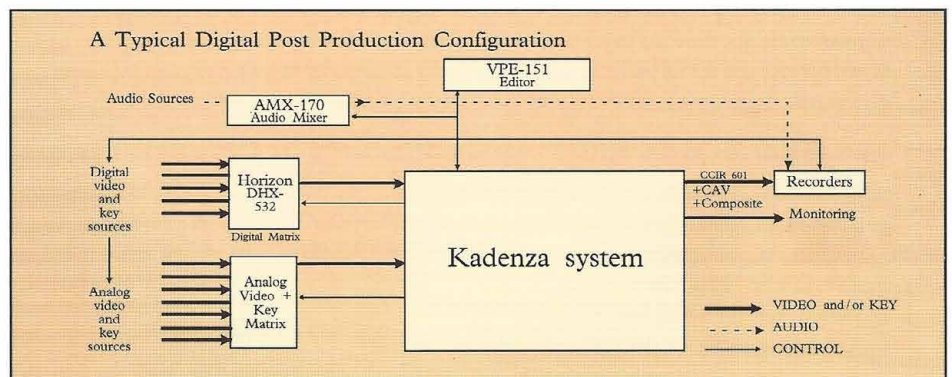 A Typical Digital Post Production Configuration
VPE-151
Editor
Audio Sources
AMX-170
Audio Mixer
Digital
video
and
key
sources
Horizon
DHX-
532
Digital Matrix
Kadenza system
CCIR 601
+CAV
+Composite
Recorders
Monitoring
Analog
video
and
key
sources
Analog
Video +
Key
Matrix
VIDEO and/or KEY
AUDIO
CONTROL